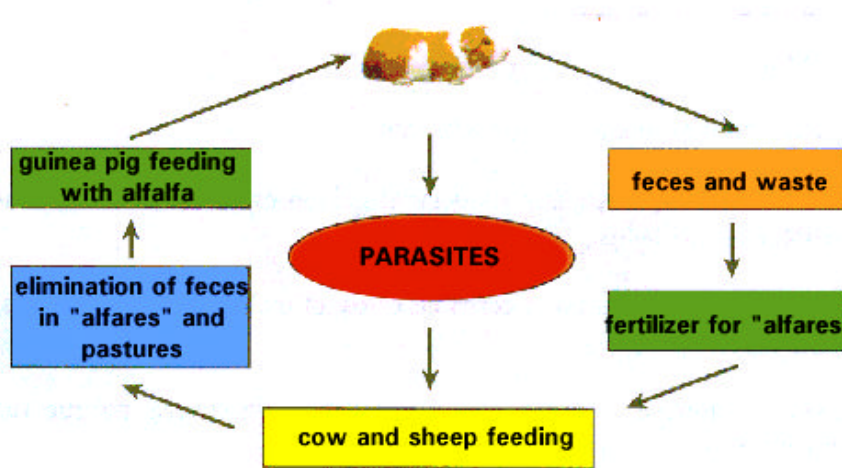 guinea pig feeding
with alfalfa
feces and waste
PARASITES
elimination of feces
in "alfares" and
pastures
fertilizer for "alfares
cow and sheep feeding